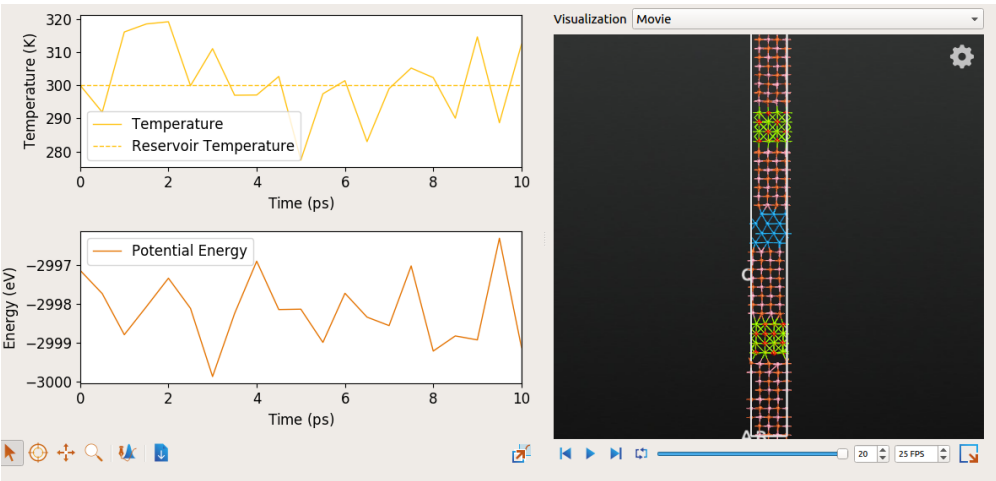 Visualization Movie
320
310
300
290
280
Temperature (K)
Temperature
Reservoir Temperature
0 2 4 6 8 10
Time (ps)
−2997
−2998
−2999
−3000
Energy (eV)
Potential Energy
0 2 4 6 8 10
Time (ps)
C
A B
20 25 FPS